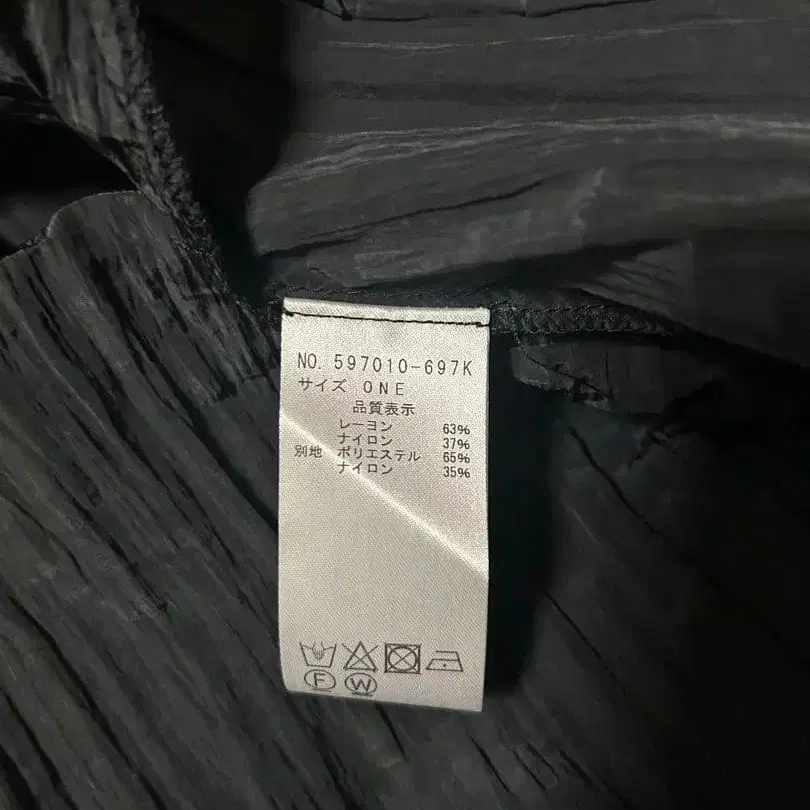 NO. 597010-697K
サイズ ONE
品質表示
レーヨン 63%
ナイロン 37%
別地 ポリエステル 65%
ナイロン 35%
F W